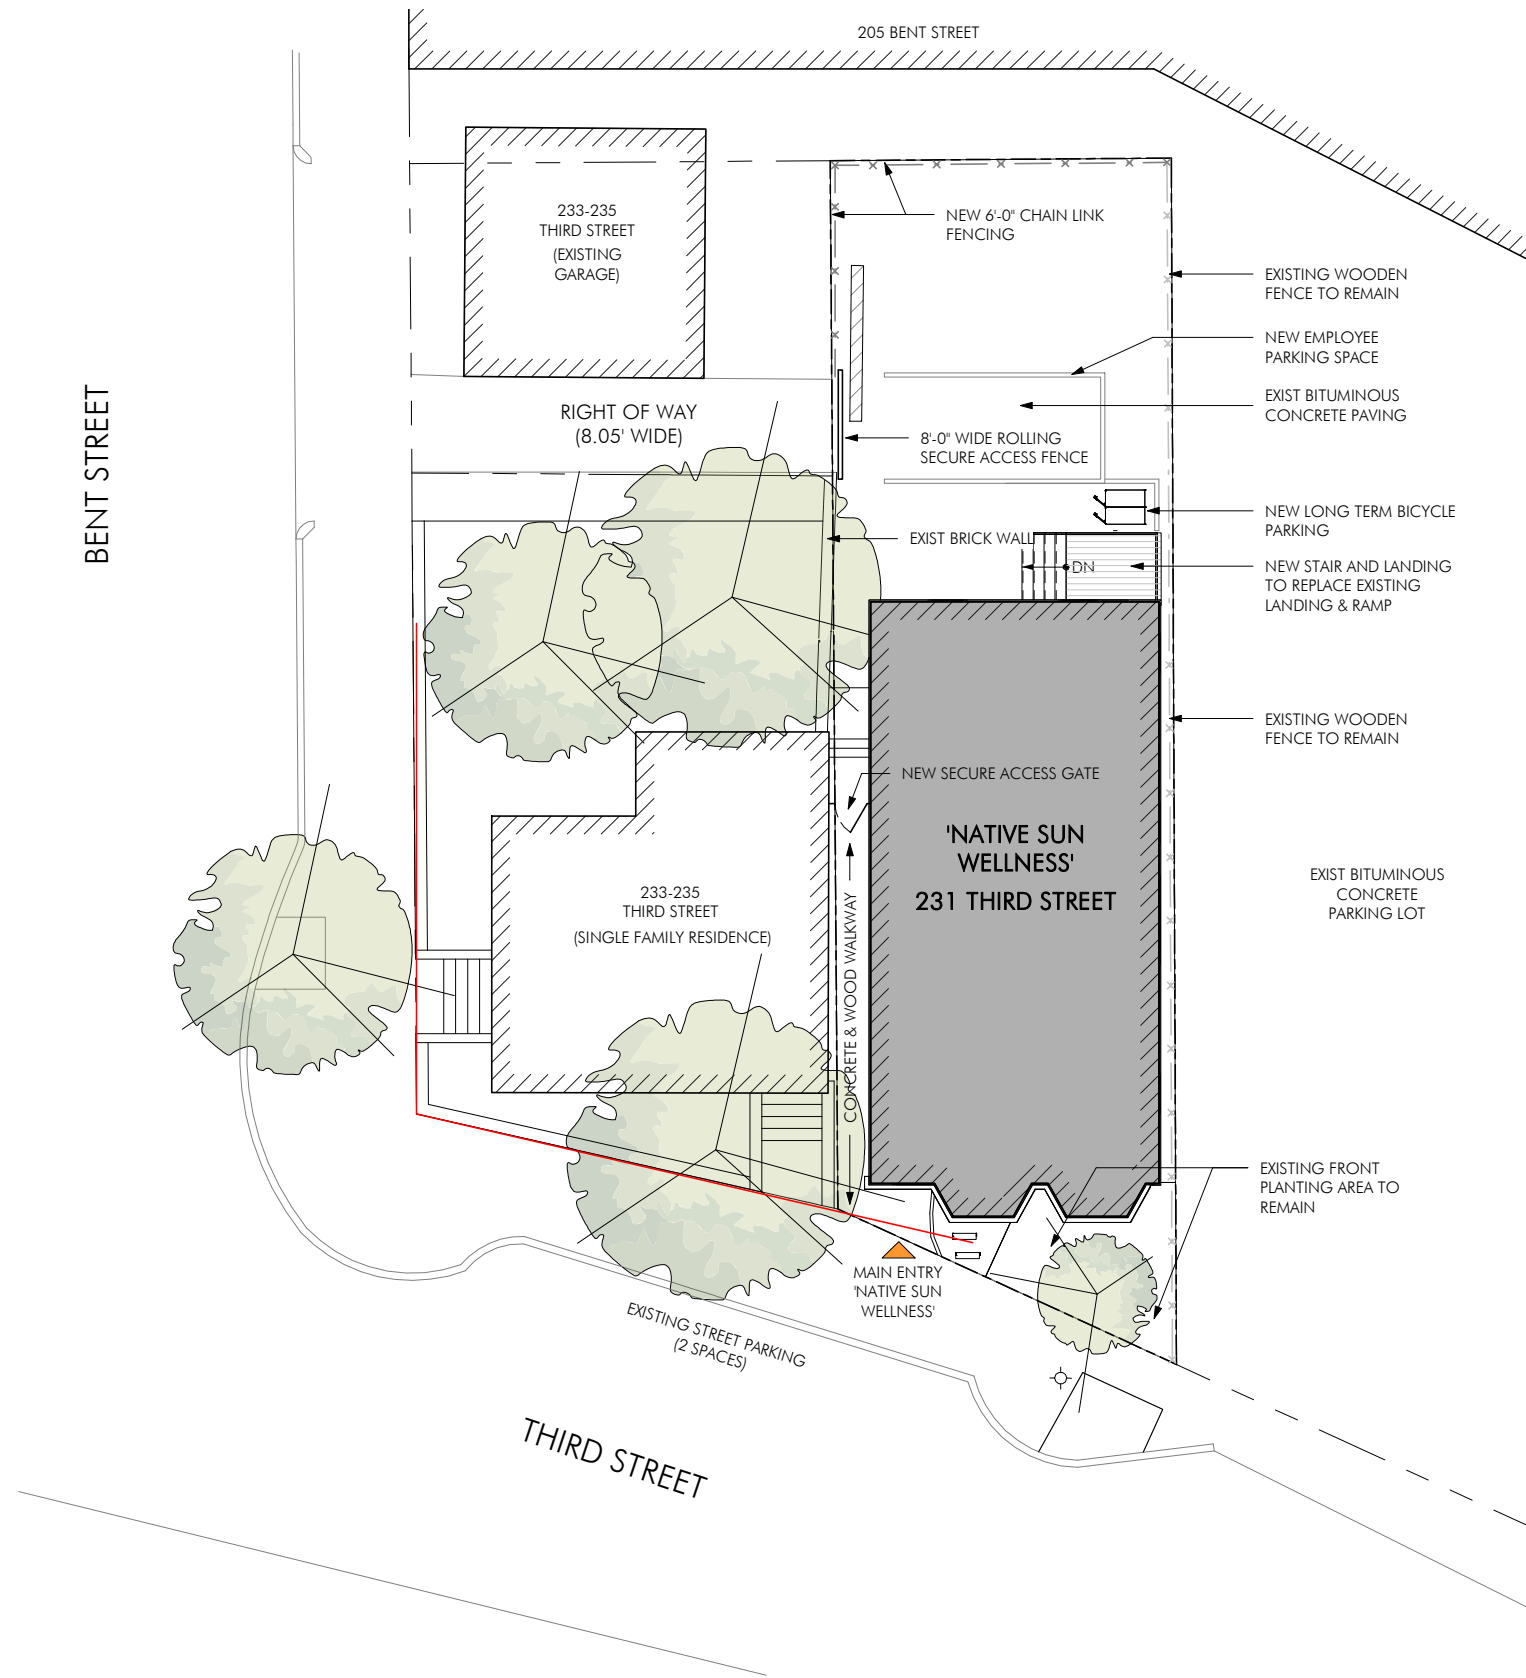 205 BENT STREET
233-235
THIRD STREET
(EXISTING
GARAGE)
NEW 6'-0" CHAIN LINK
FENCING
EXISTING WOODEN
FENCE TO REMAIN
NEW EMPLOYEE
PARKING SPACE
EXIST BITUMINOUS
CONCRETE PAVING
RIGHT OF WAY
(8.05' WIDE)
8'-0" WIDE ROLLING
SECURE ACCESS FENCE
BENT STREET
NEW LONG TERM BICYCLE
PARKING
EXIST BRICK WALL
DN
NEW STAIR AND LANDING
TO REPLACE EXISTING
LANDING & RAMP
EXISTING WOODEN
FENCE TO REMAIN
NEW SECURE ACCESS GATE
'NATIVE SUN
WELLNESS'
231 THIRD STREET
233-235
THIRD STREET
(SINGLE FAMILY RESIDENCE)
CONCRETE & WOOD WALKWAY
EXIST BITUMINOUS
CONCRETE
PARKING LOT
EXISTING FRONT
PLANTING AREA TO
REMAIN
MAIN ENTRY
'NATIVE SUN
WELLNESS'
EXISTING STREET PARKING
(2 SPACES)
THIRD STREET